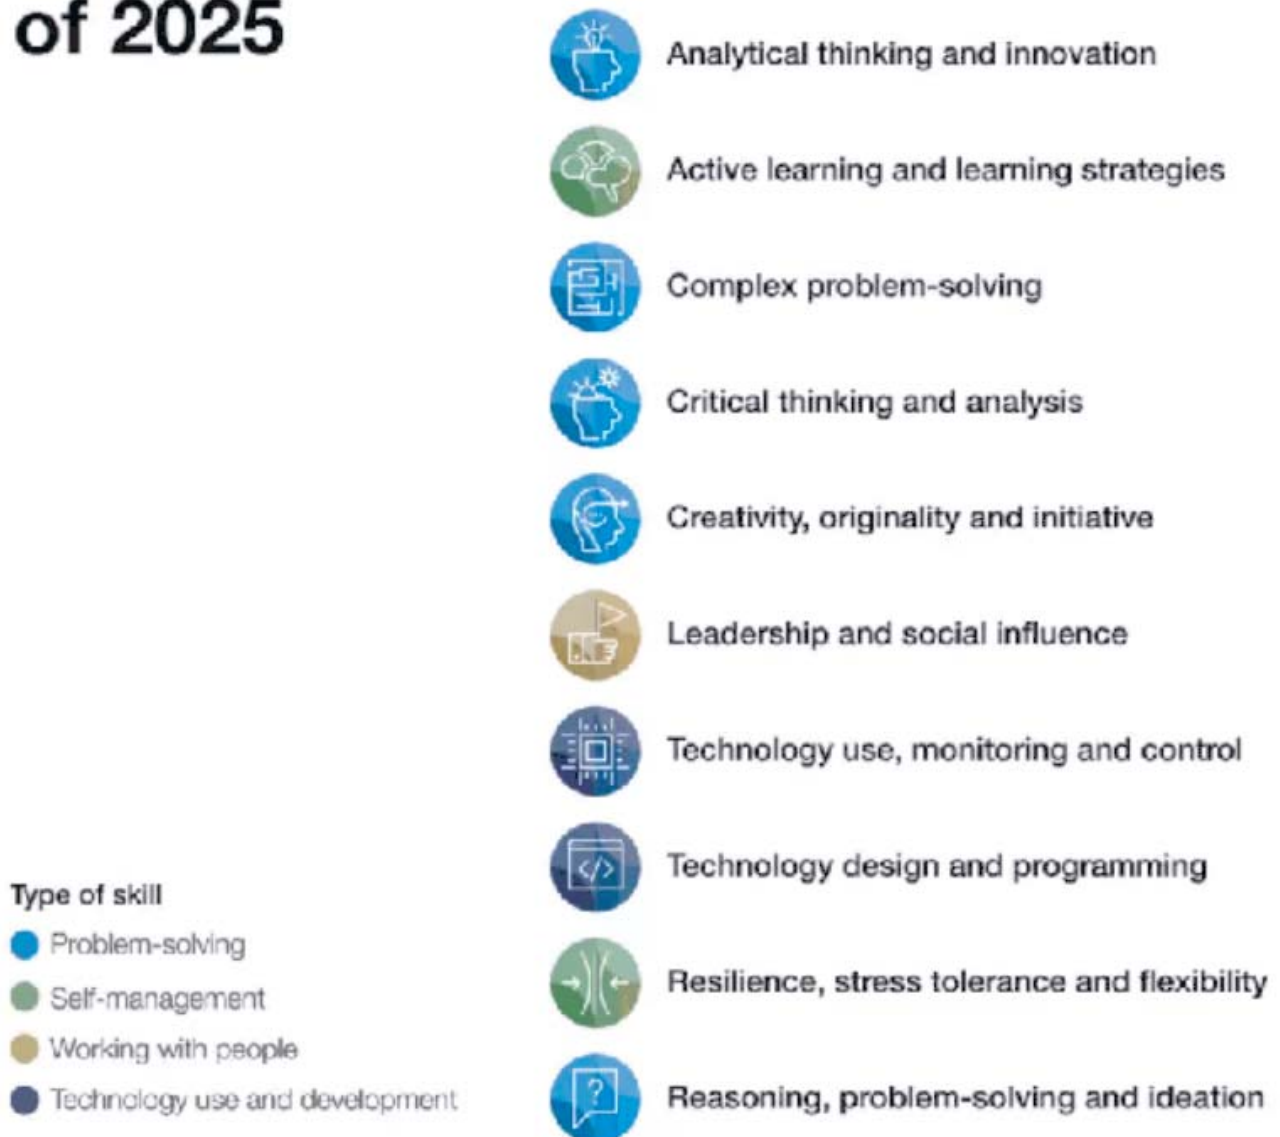 of 2025
Analytical thinking and innovation
Active learning and learning strategies
Complex problem-solving
Critical thinking and analysis
Creativity, originality and initiative
Leadership and social influence
Technology use, monitoring and control
Technology design and programming
Resilience, stress tolerance and flexibility
Reasoning, problem-solving and ideation
Type of skill
Problem-solving
Self-management
Working with people
Technology use and development